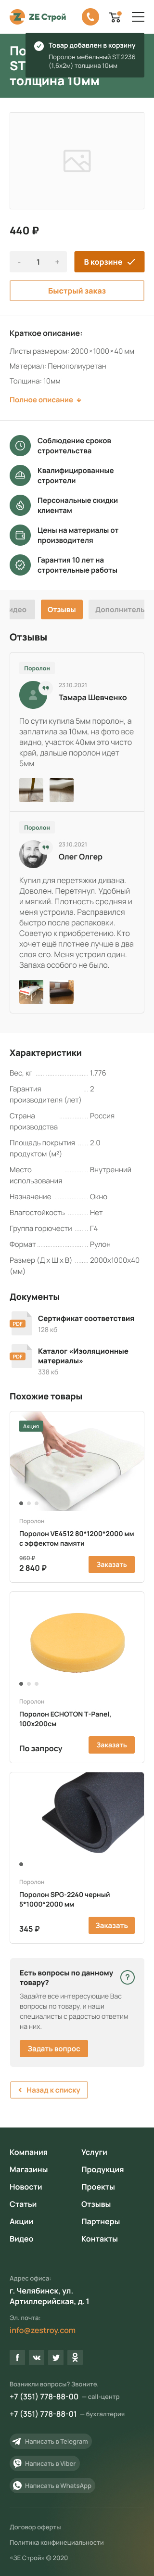 ZE Строй
По
ST
Товар добавлен в корзину
Поролон мебельный ST 2236
(1,6х2м) толщина 10мм
толщина 10мм
440 ₽
- 1 +
В корзине
Быстрый заказ
Краткое описание:
Листы размером: 2000×1000×40 мм
Материал: Пенополиуретан
Толщина: 10мм
Полное описание +
Соблюдение сроков
строительства
Квалифицированные
строители
Персональные скидки
клиентам
Цены на материалы от
производителя
Гарантия 10 лет на
строительные работы
идео
Отзывы
Дополнитель
Отзывы
Поролон
23.10.2021
Тамара Шевченко
По сути купила 5мм поролон, а
заплатила за 10мм, на фото все
видно, участок 40мм это чисто
край, дальше поролон идет
5мм
Поролон
23.10.2021
Олег Олгер
Купил для перетяжки дивана.
Доволен. Перетянул. Удобный
и мягкий. Плотность средняя и
меня устроила. Расправился
быстро после распаковки.
Советую к приобретению. Кто
хочет ещё плотнее лучше в два
слоя его. Меня устроил один.
Запаха особого не было.
Характеристики
Вес, кг 1.776
Гарантия 2
производителя (лет)
Страна Россия
производства
Площадь покрытия 2.0
продуктом (м²)
Место Внутренний
использования
Назначение Окно
Влагостойкость Нет
Группа горючести Г4
Формат Рулон
Размер (Д х Ш х В) 2000х1000х40
(мм)
Документы
PDF
Сертификат соответствия
128 кб
PDF
Каталог «Изоляционные
материалы»
338 кб
Похожие товары
Акция
Поролон
Поролон VE4512 80*1200*2000 мм
с эффектом памяти
960 ₽
2 840 ₽
Заказать
Поролон
Поролон ECHOTON T-Panel,
100х200см
По запросу
Заказать
Поролон
Поролон SPG-2240 черный
5*1000*2000 мм
345 ₽
Заказать
Есть вопросы по данному
товару?
?
Задайте все интересующие Вас
вопросы по товару, и наши
специалисты с радостью ответим
на них.
Задать вопрос
Назад к списку
Компания
Услуги
Магазины
Продукция
Новости
Проекты
Статьи
Отзывы
Акции
Партнеры
Видео
Контакты
Адрес офиса:
г. Челябинск, ул.
Артиллерийская, д. 1
Эл. почта:
info@zestroy.com
Возникли вопросы? Звоните.
+7 (351) 778-88-00 — call-центр
+7 (351) 778-88-01 — бухгалтерия
Написать в Telegram
Написать в Viber
Написать в WhatsApp
Договор оферты
Политика конфиденциальности
«ЗЕ Строй» © 2020